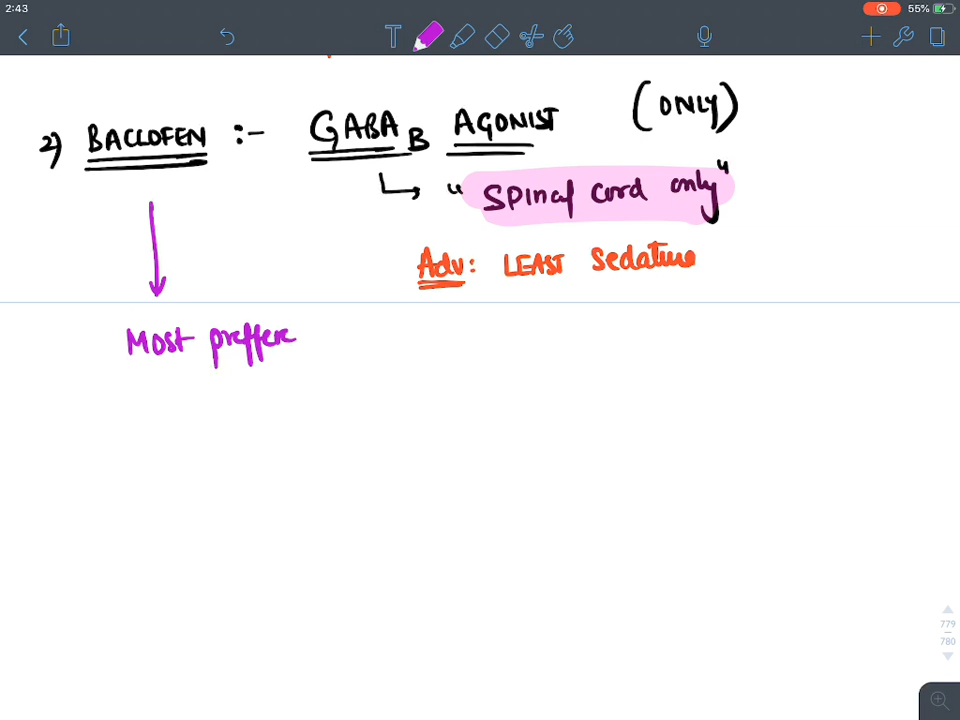 2:43
55%
T
2) BACLOFEN :- GABA B AGONIST (ONLY)
"Spinal cord only"
Adv: LEAST Sedative
Most preffere
779
780